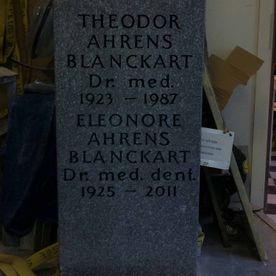 THEODOR
AHRENS
BLANCKART
Dr. med.
1923 – 1987
ELEONORE
AHRENS
BLANCKART
Dr. med. dent.
1925 – 2011